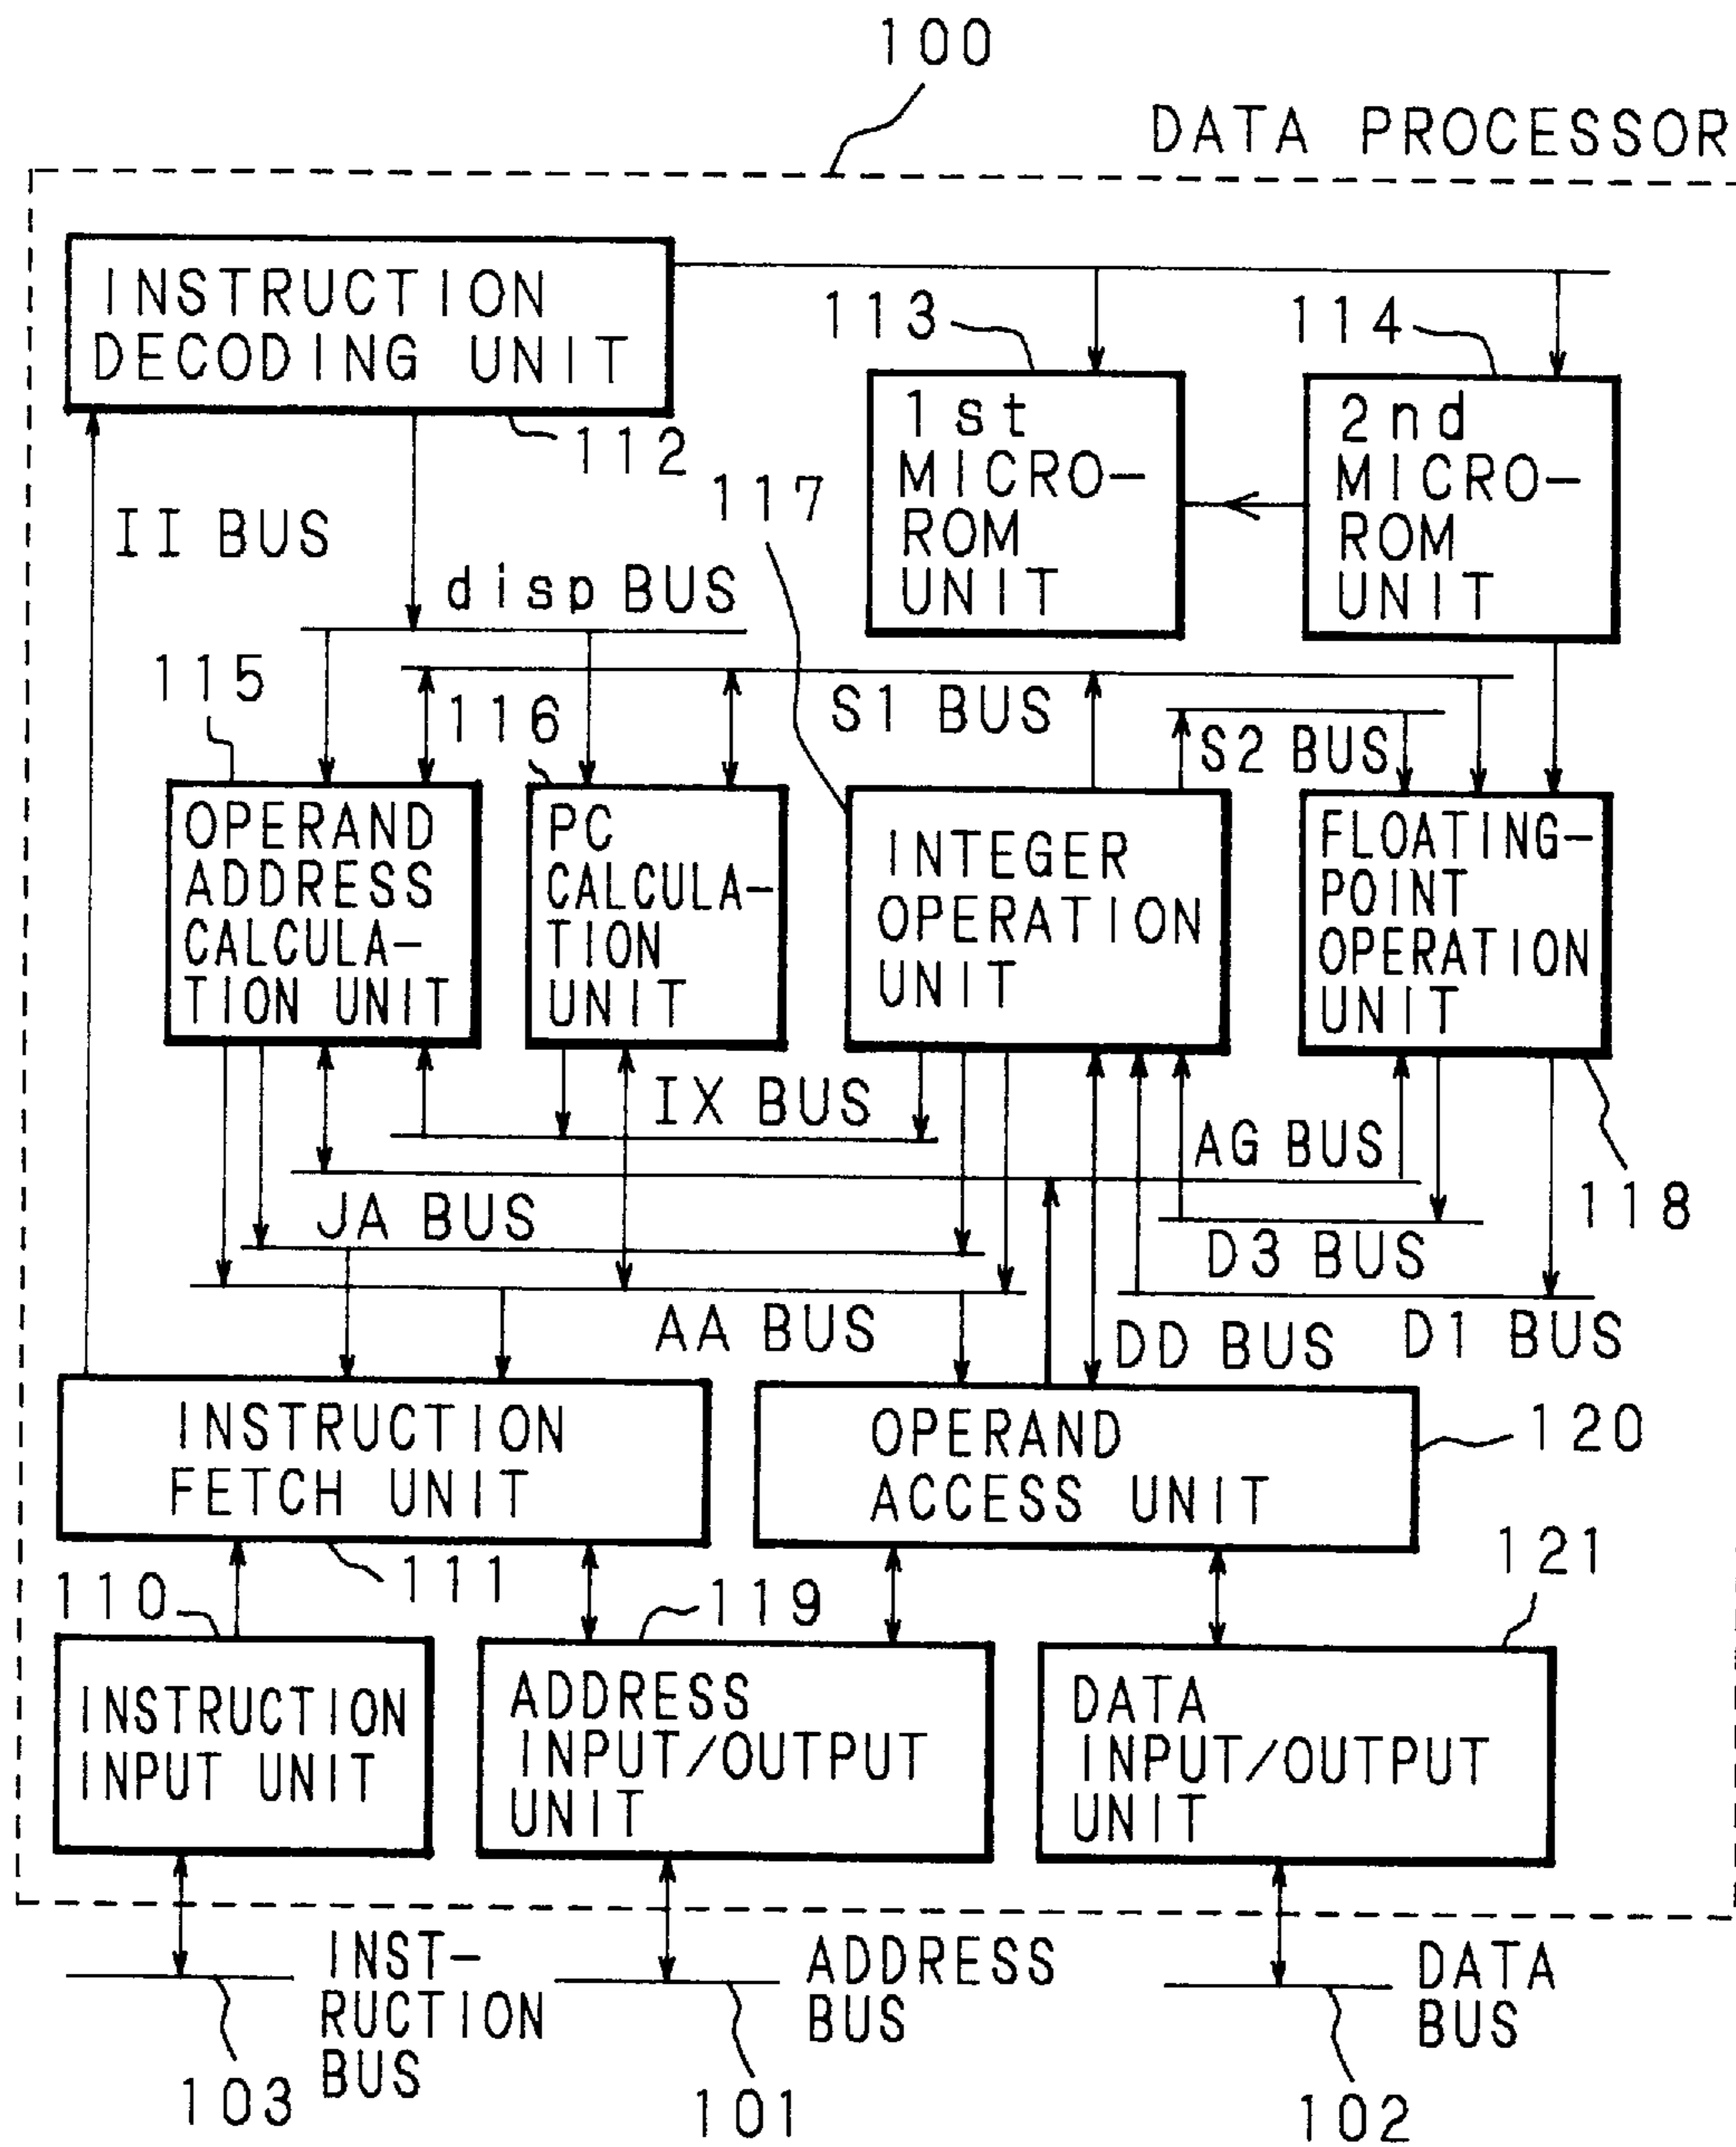 100
DATA PROCESSOR
INSTRUCTION
DECODING UNIT
112
113
114
1st
MICRO-
ROM
UNIT
2nd
MICRO-
ROM
UNIT
117
II BUS
disp BUS
115
116
S1 BUS
S2 BUS
OPERAND
ADDRESS
CALCULA-
TION UNIT
PC
CALCULA-
TION
UNIT
INTEGER
OPERATION
UNIT
FLOATING-
POINT
OPERATION
UNIT
IX BUS
AG BUS
118
JA BUS
D3 BUS
AA BUS
DD BUS
D1 BUS
INSTRUCTION
FETCH UNIT
111
OPERAND
ACCESS UNIT
120
110
119
121
INSTRUCTION
INPUT UNIT
ADDRESS
INPUT/OUTPUT
UNIT
DATA
INPUT/OUTPUT
UNIT
INST-
RUCTION
BUS
103
ADDRESS
BUS
101
DATA
BUS
102